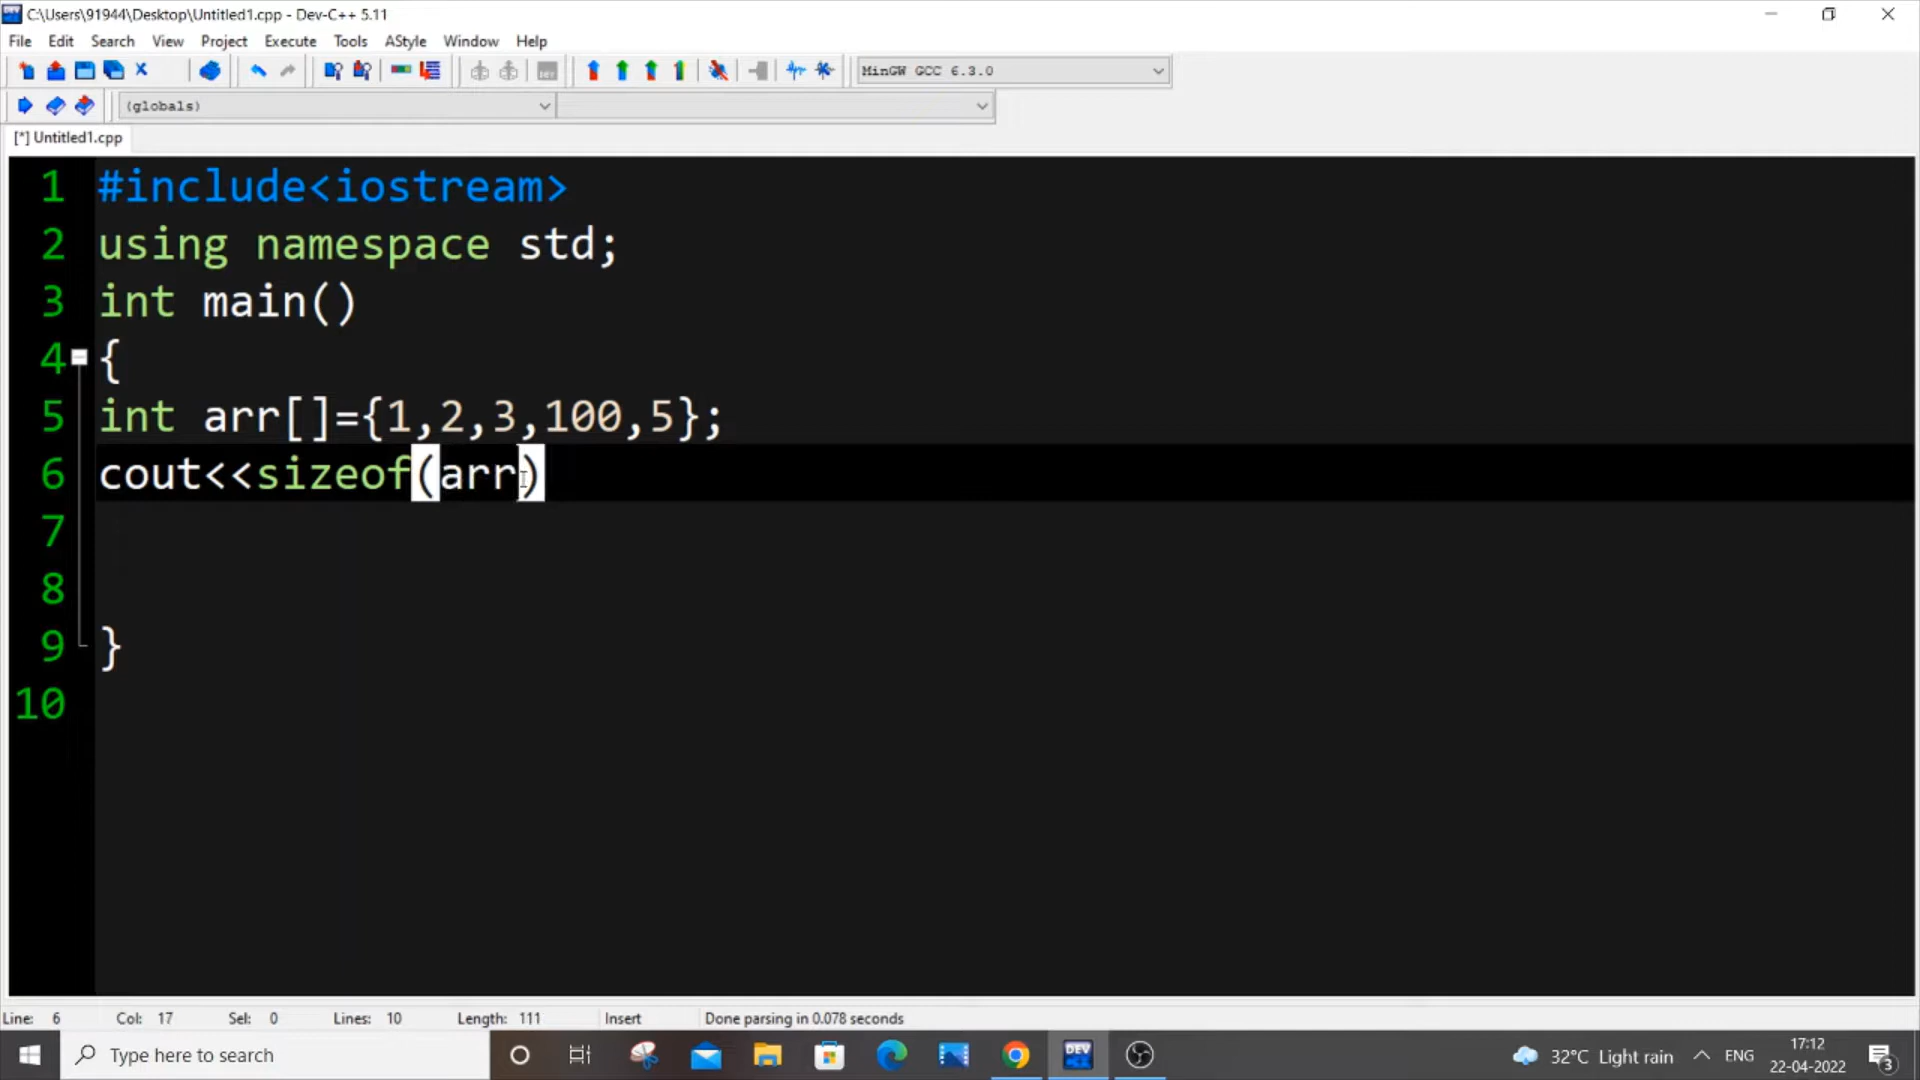 C:\Users\91944\Desktop\Untitled1.cpp - Dev-C++ 5.11
File Edit Search View Project Execute Tools AStyle Window Help
MinGW GCC 6.3.0
(globals)
[*] Untitled1.cpp
1 #include<iostream>
2 using namespace std;
3 int main()
4 {
5 int arr[]={1,2,3,100,5};
6 cout<<sizeof(arr)
7
8
9 }
10
Line: 6 Col: 17 Sel: 0 Lines: 10 Length: 111 Insert Done parsing in 0.078 seconds
Type here to search
DEV
32°C Light rain
ENG
17:12
22-04-2022
3